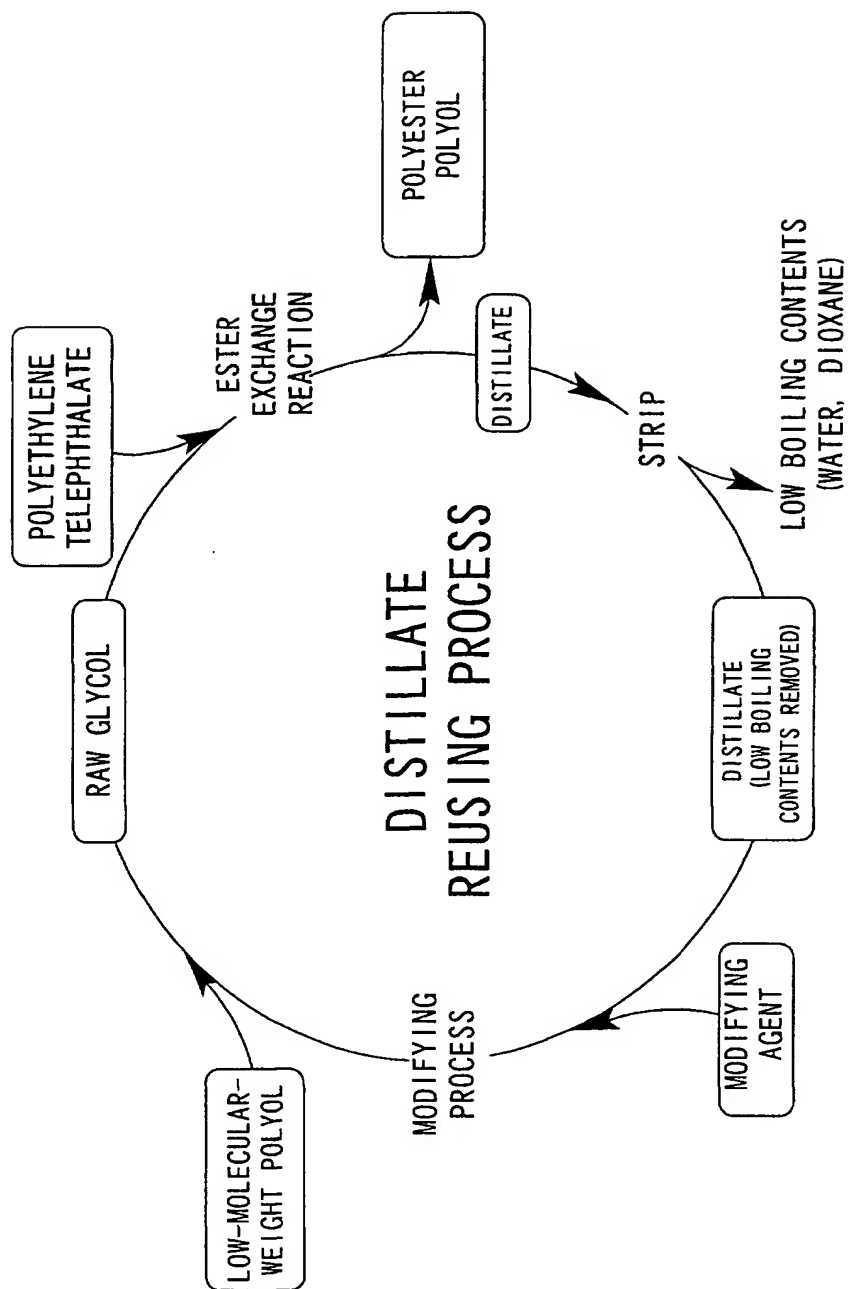 DISTILLATE
REUSING PROCESS
RAW GLYCOL
POLYETHYLENE
TELEPHTHALATE
ESTER
EXCHANGE
REACTION
POLYESTER
POLYOL
DISTILLATE
STRIP
LOW BOILING CONTENTS
(WATER, DIOXANE)
DISTILLATE
(LOW BOILING
CONTENTS REMOVED)
MODIFYING
AGENT
MODIFYING
PROCESS
LOW-MOLECULAR-
WEIGHT POLYOL